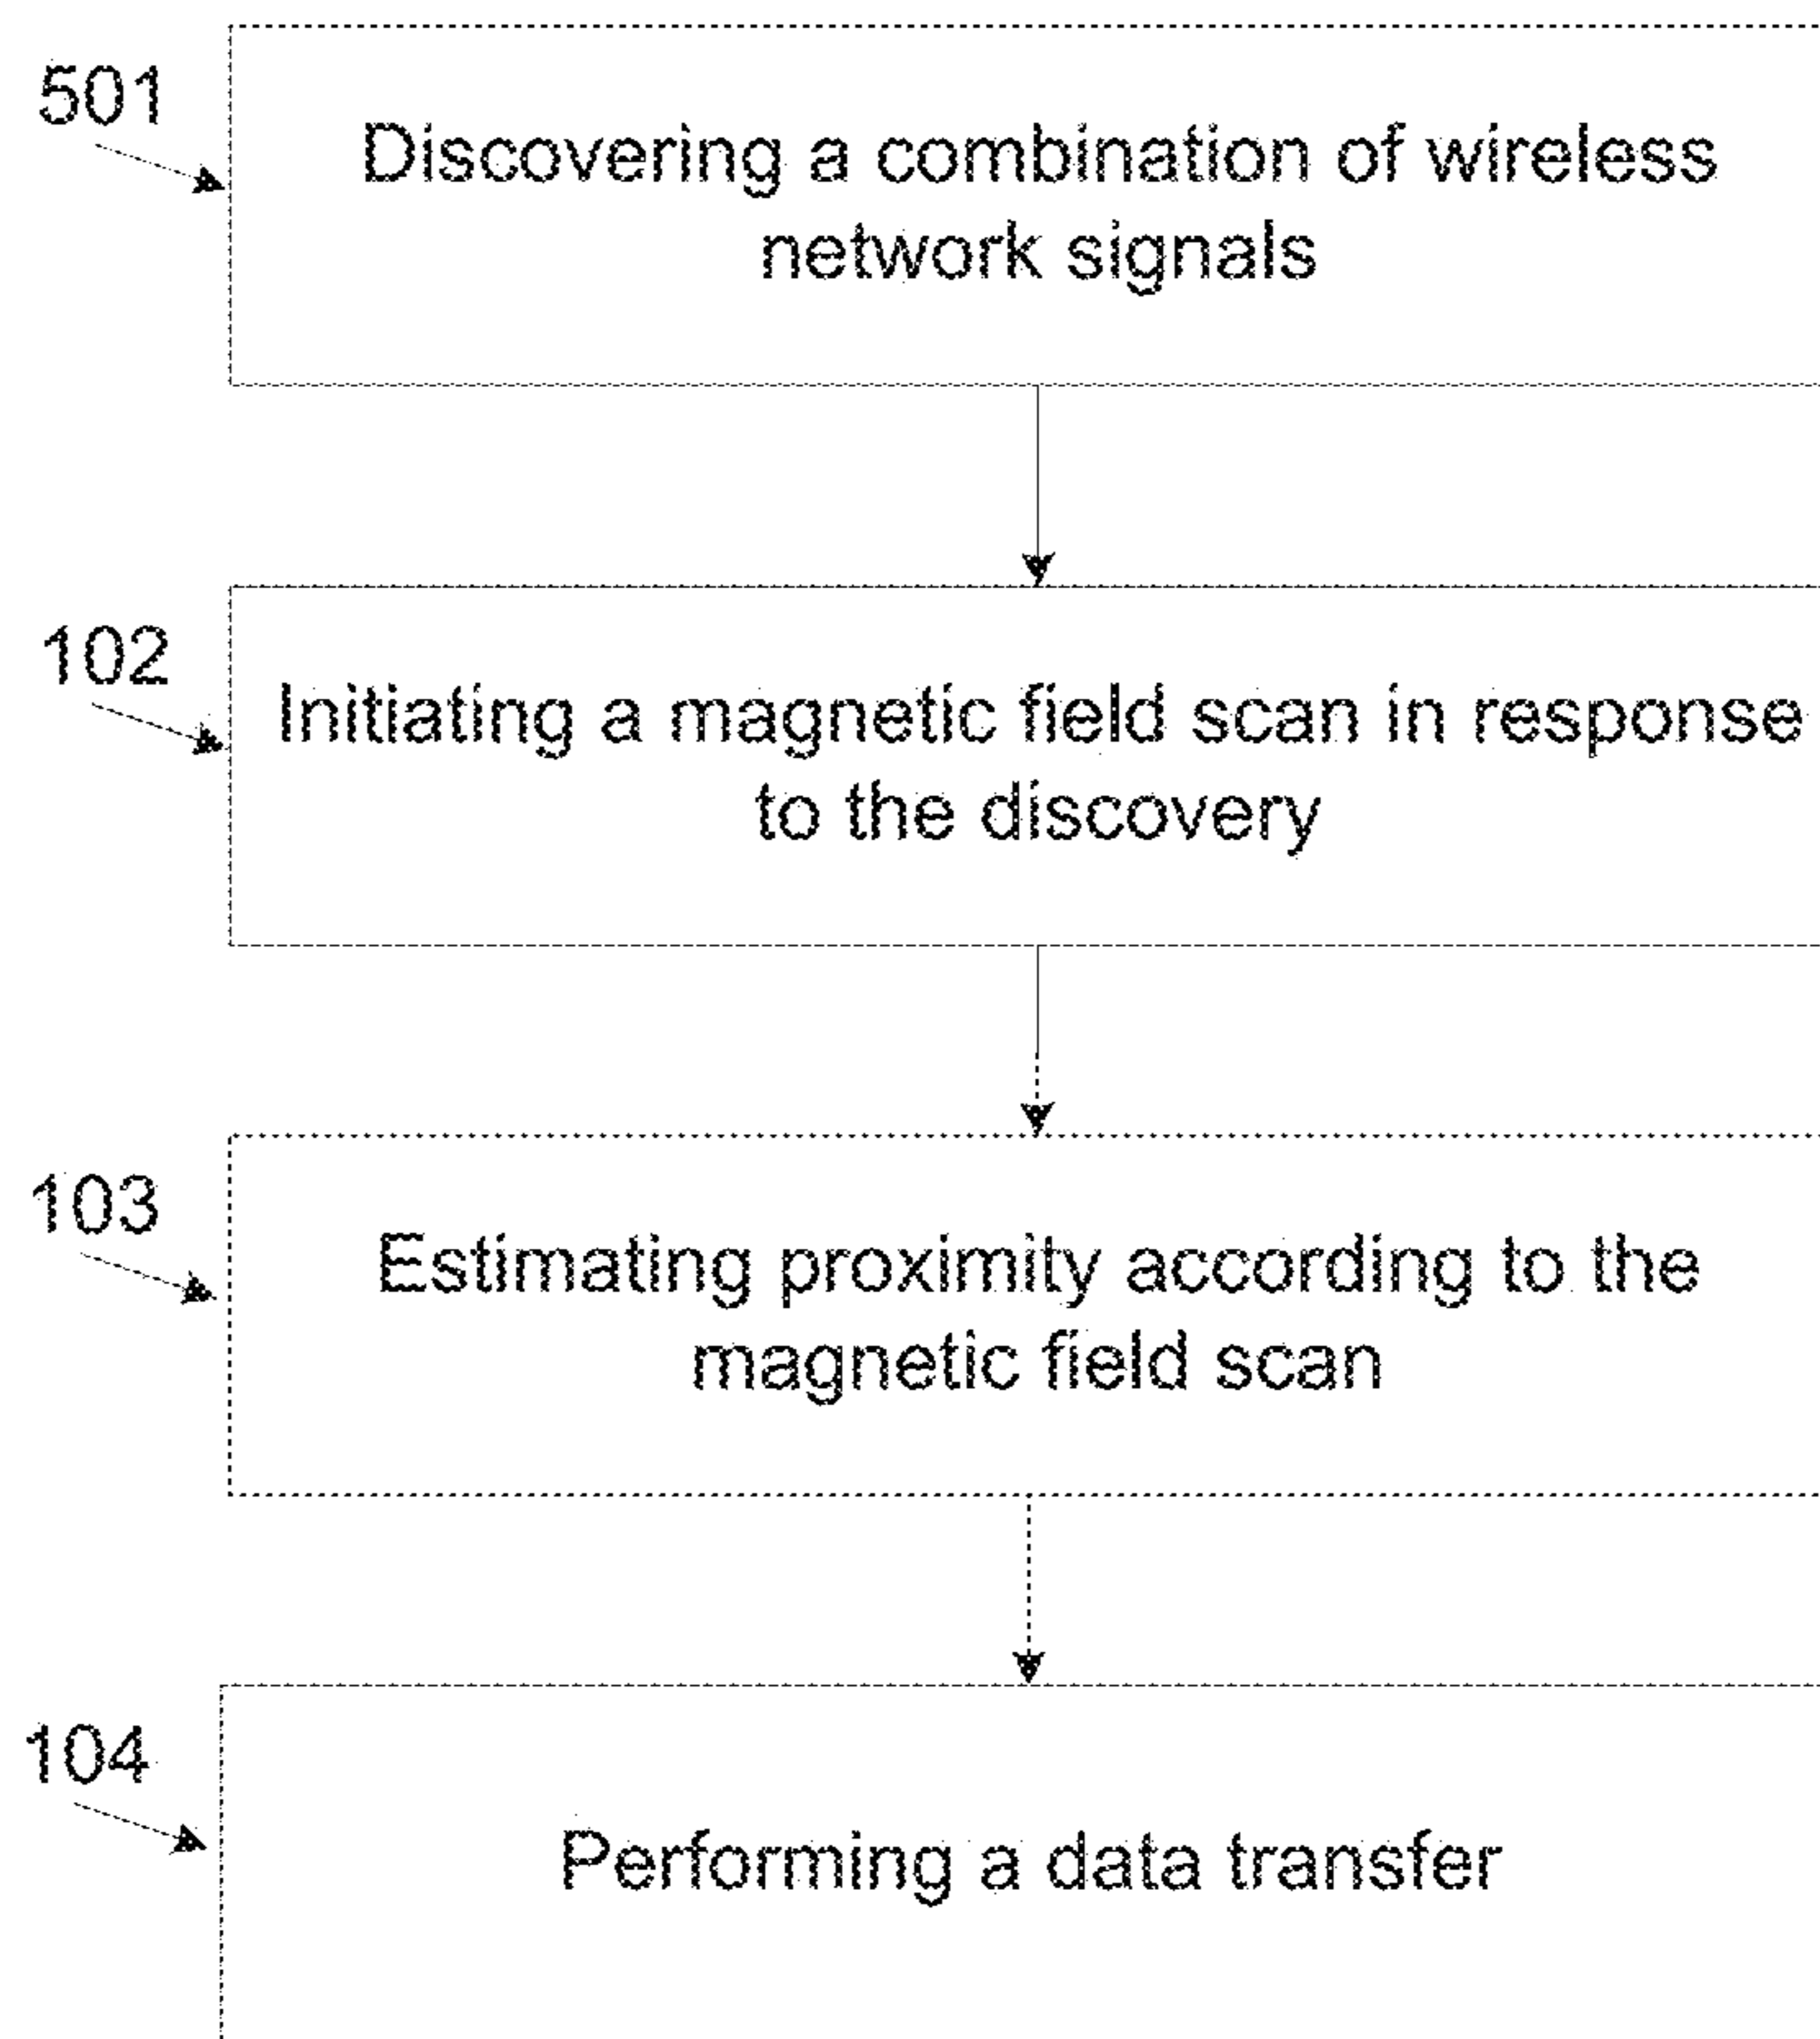 501
Discovering a combination of wireless
network signals
102
Initiating a magnetic field scan in response
to the discovery
103
Estimating proximity according to the
magnetic field scan
104
Performing a data transfer